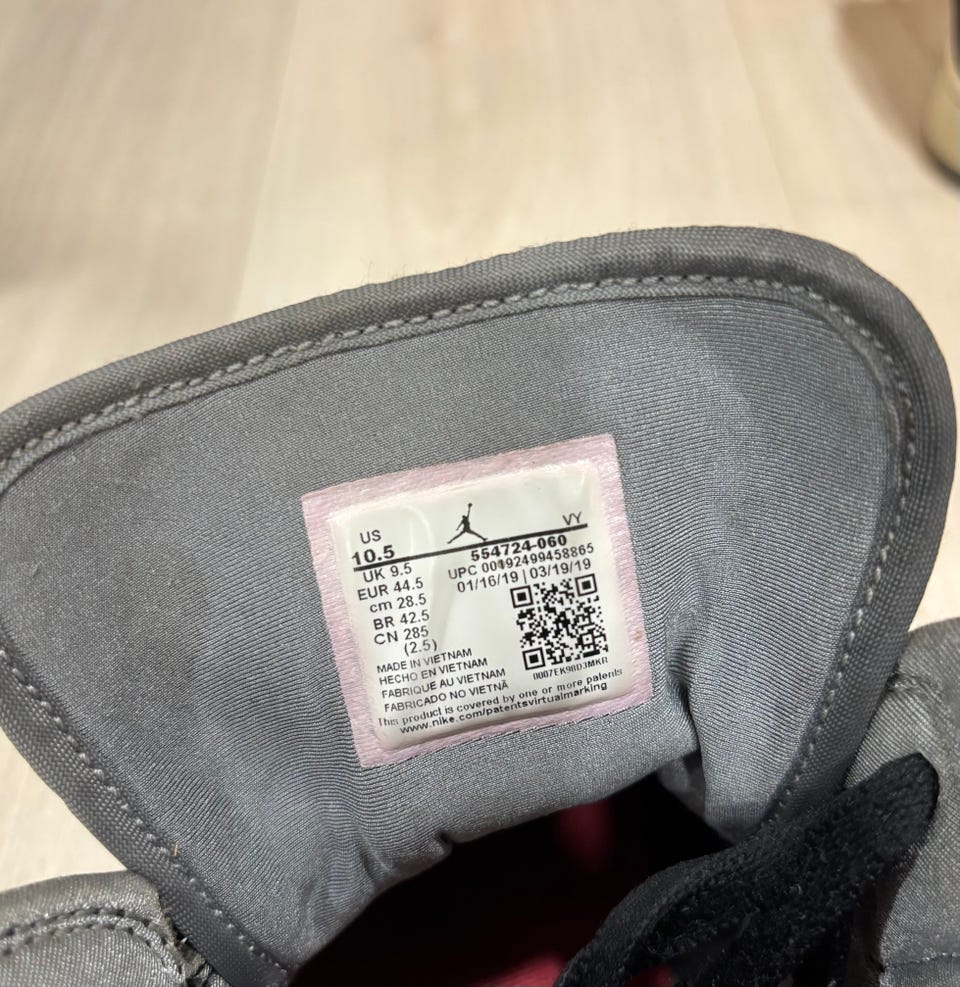 US
10.5
UK 9.5
EUR 44.5
cm 28.5
BR 42.5
CN 285
(2.5)
VY
554724-060
UPC 00192499458865
01/16/19 | 03/19/19
0007EK98D3MKR
MADE IN VIETNAM
HECHO EN VIETNAM
FABRIQUE AU VIETNAM
FABRICADO NO VIETNÃ
This product is covered by one or more patents
www.nike.com/patentsvirtualmarking